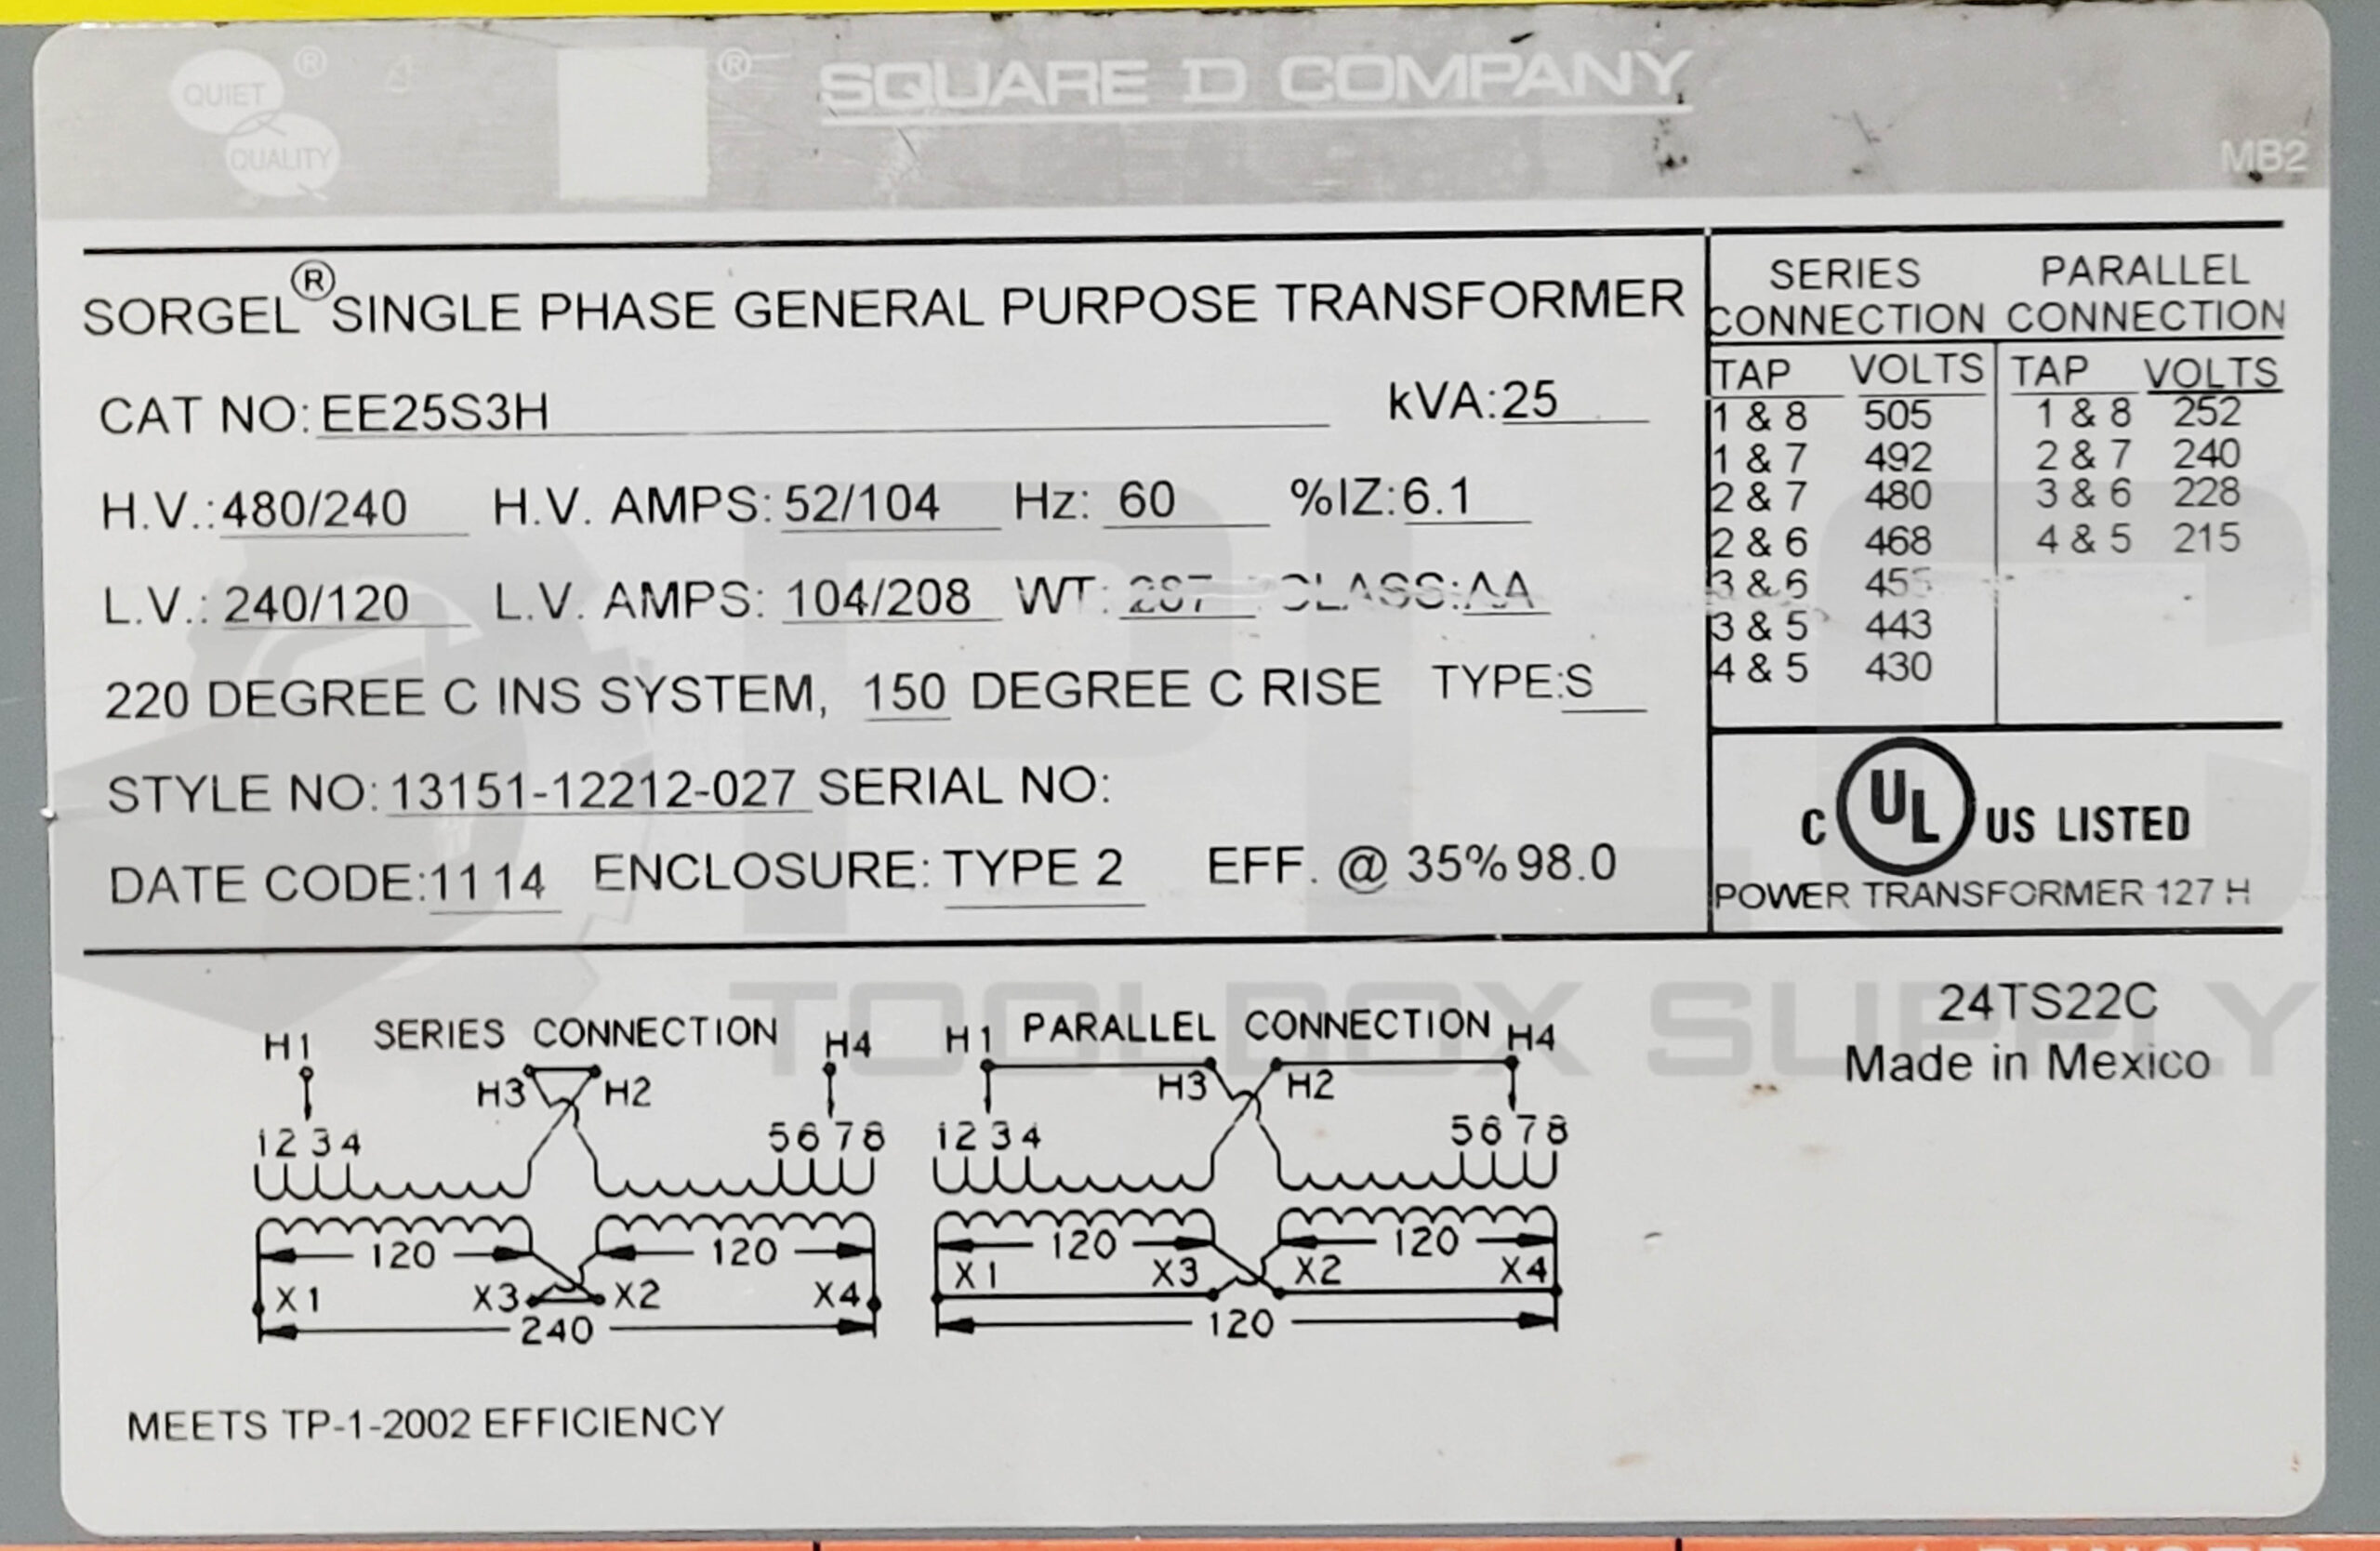 QUIET ®
QUALITY
®
SQUARE D COMPANY
MB2
SORGEL® SINGLE PHASE GENERAL PURPOSE TRANSFORMER
CAT NO: EE25S3H kVA: 25
H.V.: 480/240 H.V. AMPS: 52/104 Hz: 60 %IZ: 6.1
L.V.: 240/120 L.V. AMPS: 104/208 WT: CLASS: AA
220 DEGREE C INS SYSTEM, 150 DEGREE C RISE TYPE: S
STYLE NO: 13151-12212-027 SERIAL NO:
DATE CODE: 1114 ENCLOSURE: TYPE 2 EFF. @ 35% 98.0
SERIES PARALLEL
CONNECTION CONNECTION
TAP VOLTS TAP VOLTS
1 & 8 505 1 & 8 252
1 & 7 492 2 & 7 240
2 & 7 480 3 & 6 228
2 & 6 468 4 & 5 215
3 & 6 455
3 & 5 443
4 & 5 430
C UL US LISTED
POWER TRANSFORMER 127 H
PLC
TOOLBOX SUPPLY
24TS22C
Made in Mexico
H1 SERIES CONNECTION H4
H3 H2
1 2 3 4 5 6 7 8
120 120
X1 X3 X2 X4
240
H1 PARALLEL CONNECTION H4
H3 H2
1 2 3 4 5 6 7 8
120 120
X1 X3 X2 X4
120
MEETS TP-1-2002 EFFICIENCY